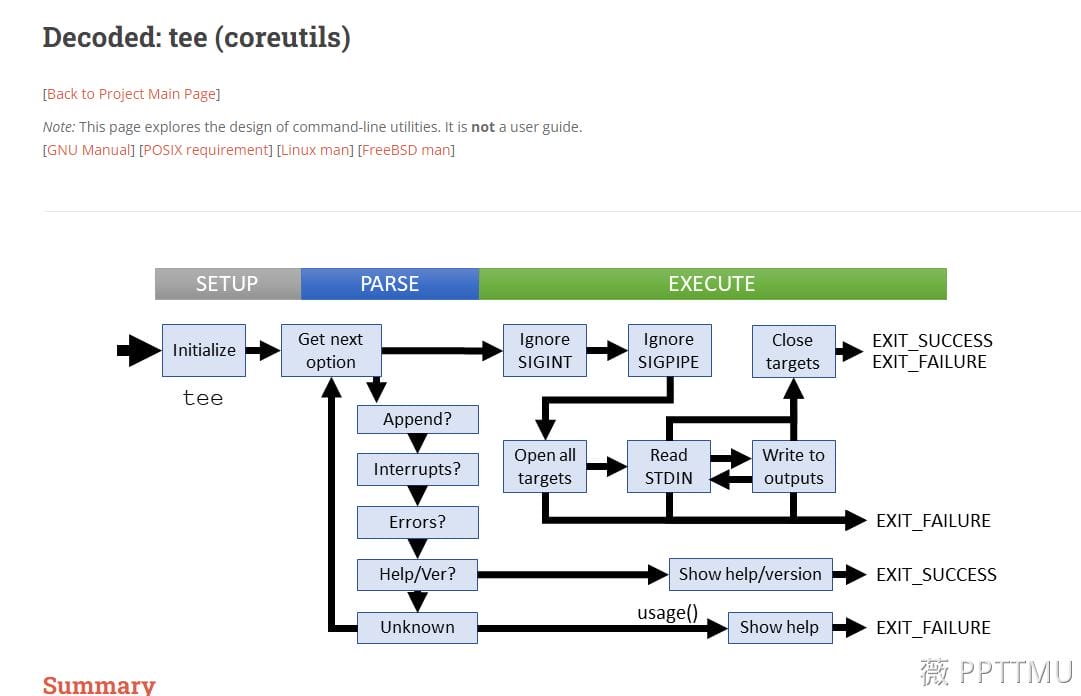 Decoded: tee (coreutils)
[Back to Project Main Page]
Note: This page explores the design of command-line utilities. It is not a user guide.
[GNU Manual] [POSIX requirement] [Linux man] [FreeBSD man]
SETUP
PARSE
EXECUTE
Initialize
tee
Get next
option
Append?
Interrupts?
Errors?
Help/Ver?
Unknown
Ignore
SIGINT
Ignore
SIGPIPE
Open all
targets
Read
STDIN
Write to
outputs
Close
targets
EXIT_SUCCESS
EXIT_FAILURE
EXIT_FAILURE
Show help/version
EXIT_SUCCESS
usage()
Show help
EXIT_FAILURE
Summary
薇 PPTTMU